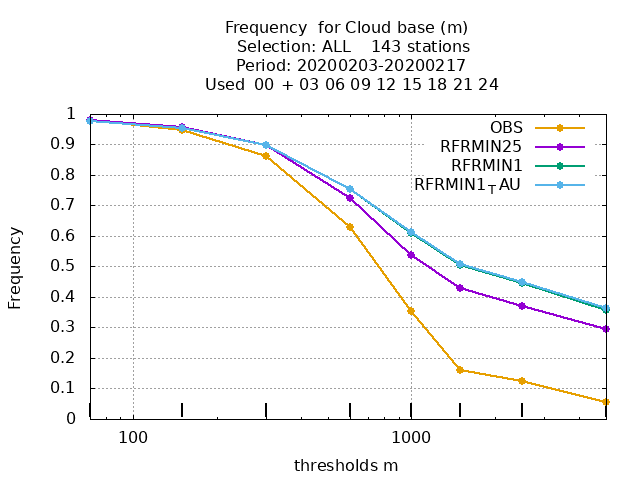 Frequency  for Cloud base (m)
Selection: ALL    143 stations
Period: 20200203-20200217
Used  00 + 03 06 09 12 15 18 21 24
1
0.9
0.8
0.7
0.6
0.5
0.4
0.3
0.2
0.1
0
Frequency
OBS
RFRMIN25
RFRMIN1
RFRMIN1TAU
100
1000
thresholds m